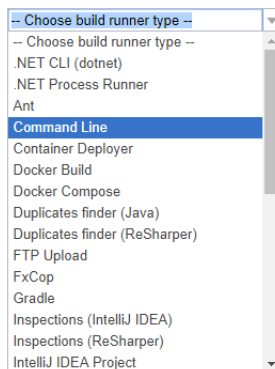 -- Choose build runner type --
-- Choose build runner type --
.NET CLI (dotnet)
.NET Process Runner
Ant
Command Line
Container Deployer
Docker Build
Docker Compose
Duplicates finder (Java)
Duplicates finder (ReSharper)
FTP Upload
FxCop
Gradle
Inspections (IntelliJ IDEA)
Inspections (ReSharper)
IntelliJ IDEA Project